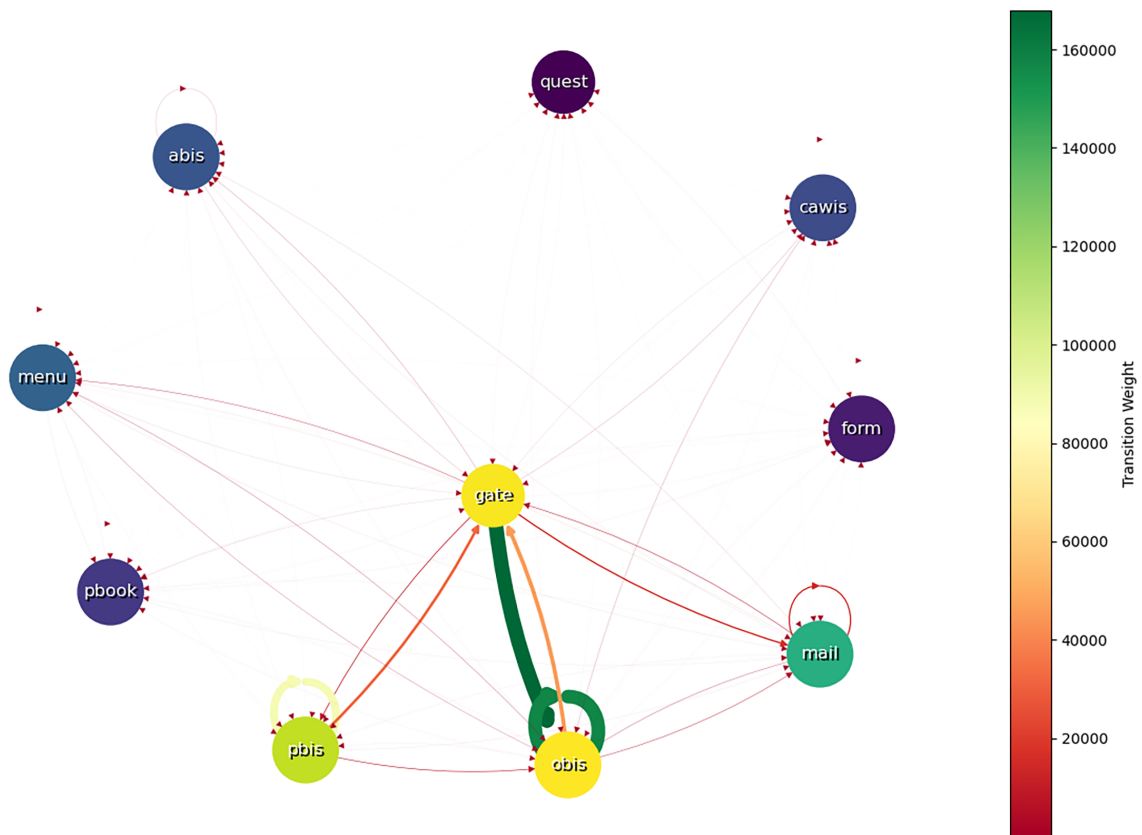 quest
abis
cawis
menu
form
gate
pbook
mail
pbis
obis
160000
140000
120000
100000
80000
60000
40000
20000
Transition Weight